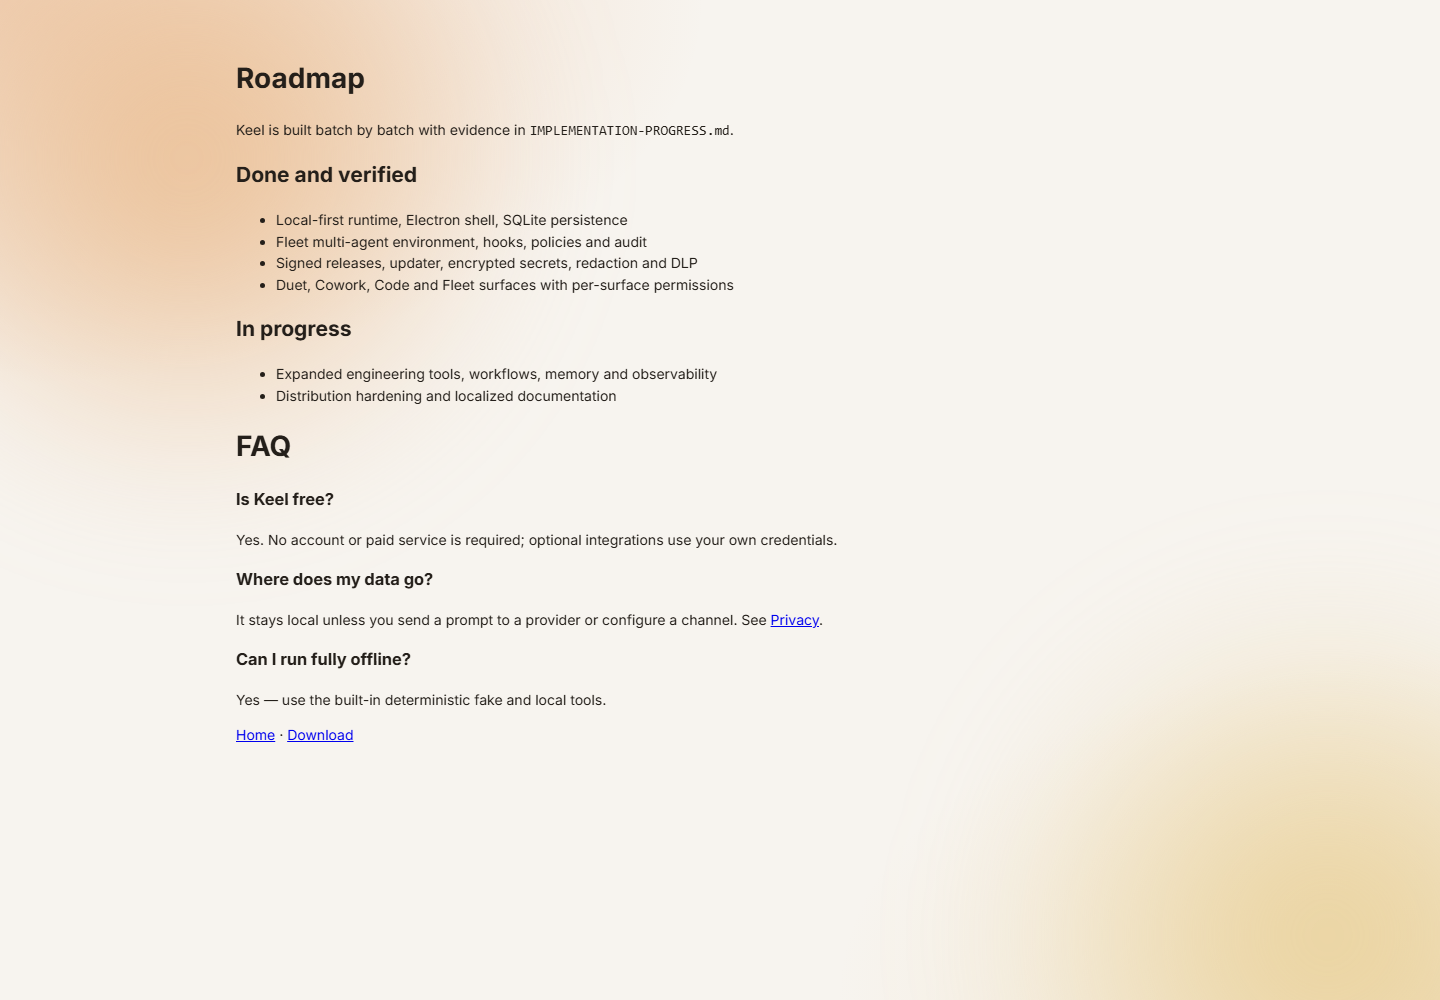 Roadmap
Keel is built batch by batch with evidence in IMPLEMENTATION-PROGRESS.md.
Done and verified
• Local-first runtime, Electron shell, SQLite persistence
• Fleet multi-agent environment, hooks, policies and audit
• Signed releases, updater, encrypted secrets, redaction and DLP
• Duet, Cowork, Code and Fleet surfaces with per-surface permissions
In progress
• Expanded engineering tools, workflows, memory and observability
• Distribution hardening and localized documentation
FAQ
Is Keel free?
Yes. No account or paid service is required; optional integrations use your own credentials.
Where does my data go?
It stays local unless you send a prompt to a provider or configure a channel. See Privacy.
Can I run fully offline?
Yes — use the built-in deterministic fake and local tools.
Home · Download